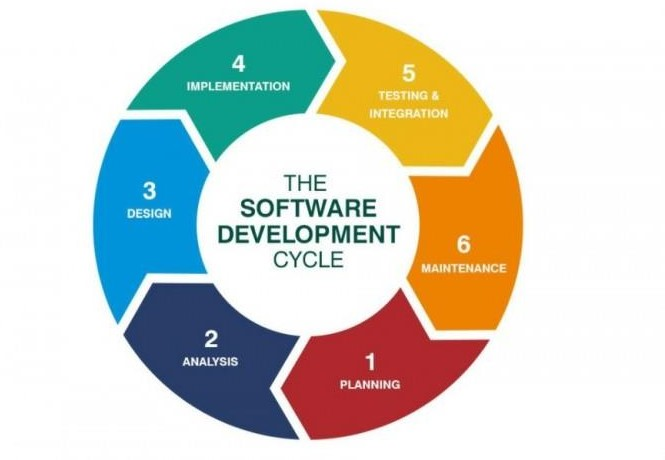 THE
SOFTWARE
DEVELOPMENT
CYCLE
1
PLANNING
2
ANALYSIS
3
DESIGN
4
IMPLEMENTATION
5
TESTING &
INTEGRATION
6
MAINTENANCE